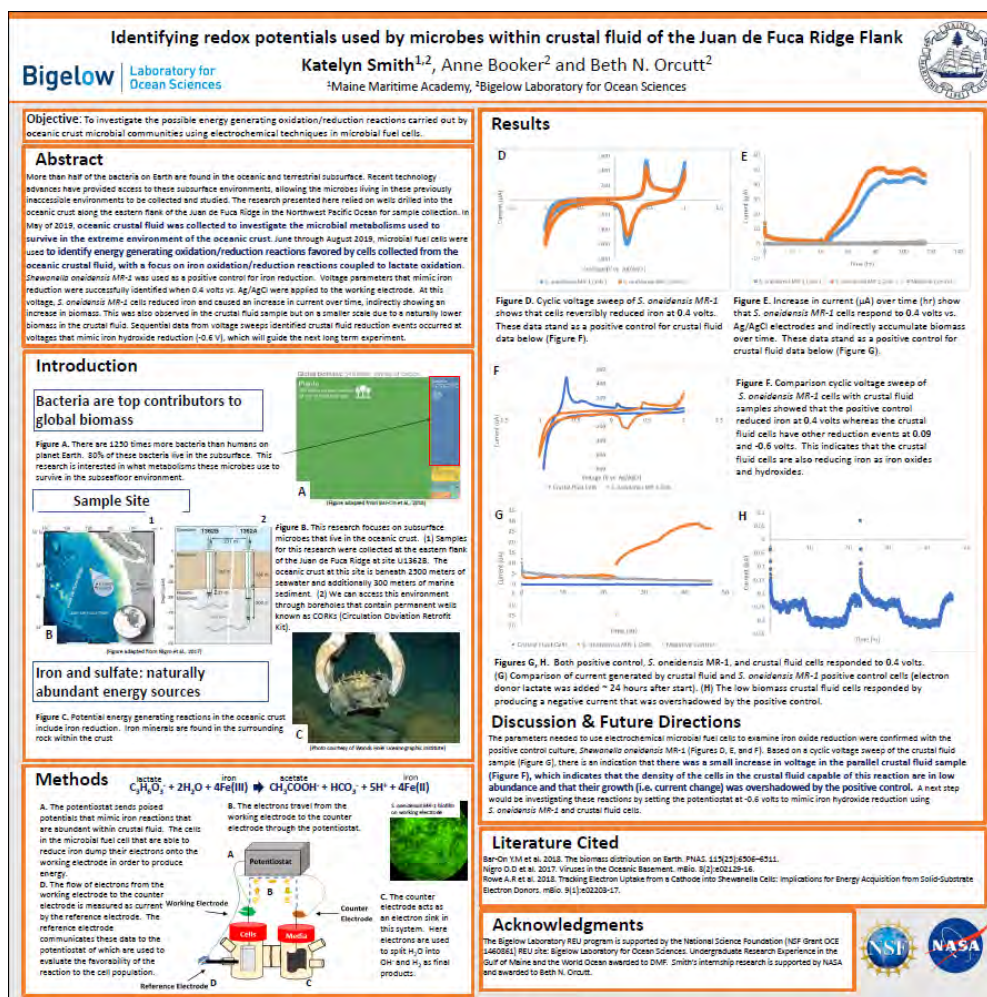 Identifying redox potentials used by microbes within crustal fluid of the Juan de Fuca Ridge Flank
Katelyn Smith1,2, Anne Booker2 and Beth N. Orcutt2
1Maine Maritime Academy, 2Bigelow Laboratory for Ocean Sciences
Bigelow | Laboratory for
Ocean Sciences
Objective: To investigate the possible energy generating oxidation/reduction reactions carried out by
oceanic crust microbial communities using electrochemical techniques in microbial fuel cells.
Abstract
More than half of the bacteria on Earth are found in the oceanic and terrestrial subsurface. Recent technology
advances have provided access to these subsurface environments, allowing the microbes living in these previously
inaccessible environments to be collected and studied. The research presented here relied on wells drilled into the
oceanic crust along the eastern flank of the Juan de Fuca Ridge in the Northwest Pacific Ocean for sample collection. In
May of 2019, oceanic crustal fluid was collected to investigate the microbial metabolisms used to
survive in the extreme environment of the oceanic crust. June through August 2019, microbial fuel cells were
used to identify energy generating oxidation/reduction reactions favored by cells collected from the
oceanic crustal fluid, with a focus on iron oxidation/reduction reactions coupled to lactate oxidation.
Shewanella oneidensis MR-1 was used as a positive control for iron reduction. Voltage parameters that mimic iron
reduction were successfully identified when 0.4 volts vs. Ag/AgCl were applied to the working electrode. At this
voltage, S. oneidensis MR-1 cells reduced iron and caused an increase in current over time, indirectly showing an
increase in biomass. This was also observed in the crustal fluid sample but on a smaller scale due to a naturally lower
biomass in the crustal fluid. Sequential data from voltage sweeps identified crustal fluid reduction events occurred at
voltages that mimic iron hydroxide reduction (-0.6 V), which will guide the next long term experiment.
Introduction
Bacteria are top contributors to
global biomass
Figure A. There are 1250 times more bacteria than humans on
planet Earth. 80% of these bacteria live in the subsurface. This
research is interested in what metabolisms these microbes use to
survive in the subseafloor environment.
Plants
A
(Figure adapted from Bar-On et al., 2018)
Sample Site
1
2
1362B
1362A
B
(Figure adapted from Nigro et al., 2017)
Figure B. This research focuses on subsurface
microbes that live in the oceanic crust. (1) Samples
for this research were collected at the eastern flank
of the Juan de Fuca Ridge at site U1362B. The
oceanic crust at this site is beneath 2500 meters of
seawater and additionally 300 meters of marine
sediment. (2) We can access this environment
through boreholes that contain permanent wells
known as CORKs (Circulation Obviation Retrofit
Kit).
Iron and sulfate: naturally
abundant energy sources
Figure C. Potential energy generating reactions in the oceanic crust
include iron reduction. Iron minerals are found in the surrounding
rock within the crust
C
(Photo courtesy of Woods Hole Oceanographic Institute)
Methods
lactate iron acetate iron
C3H5O3- + 2H2O + 4Fe(III) ➡ CH3COOH- + HCO3- + 5H+ + 4Fe(II)
A. The potentiostat sends poised
potentials that mimic iron reactions that
are abundant within crustal fluid. The cells
in the microbial fuel cell that are able to
reduce iron dump their electrons onto the
working electrode in order to produce
energy.
D. The flow of electrons from the
working electrode to the counter
electrode is measured as current
by the reference electrode. The
reference electrode
communicates these data to the
potentiostat of which are used to
evaluate the favorability of the
reaction to the cell population.
B. The electrons travel from the
working electrode to the counter
electrode through the potentiostat.
S. oneidensis MR-1 biofilm
on working electrode
A
Potentiostat
B
Working Electrode
Counter
Electrode
Cells
Media
Reference Electrode
D
C
C. The counter
electrode acts as
an electron sink in
this system. Here
electrons are used
to split H2O into
OH- and H2 as final
products.
Results
D
E
Figure D. Cyclic voltage sweep of S. oneidensis MR-1
shows that cells reversibly reduced iron at 0.4 volts.
These data stand as a positive control for crustal fluid
data below (Figure F).
Figure E. Increase in current (µA) over time (hr) show
that S. oneidensis MR-1 cells respond to 0.4 volts vs.
Ag/AgCl electrodes and indirectly accumulate biomass
over time. These data stand as a positive control for
crustal fluid data below (Figure G).
F
Figure F. Comparison cyclic voltage sweep of
S. oneidensis MR-1 cells with crustal fluid
samples showed that the positive control
reduced iron at 0.4 volts whereas the crustal
fluid cells have other reduction events at 0.09
and -0.6 volts. This indicates that the crustal
fluid cells are also reducing iron as iron oxides
and hydroxides.
G
H
Figures G, H. Both positive control, S. oneidensis MR-1, and crustal fluid cells responded to 0.4 volts.
(G) Comparison of current generated by crustal fluid and S. oneidensis MR-1 positive control cells (electron
donor lactate was added ~ 24 hours after start). (H) The low biomass crustal fluid cells responded by
producing a negative current that was overshadowed by the positive control.
Discussion & Future Directions
The parameters needed to use electrochemical microbial fuel cells to examine iron oxide reduction were confirmed with the
positive control culture, Shewanella oneidensis MR-1 (Figures D, E, and F). Based on a cyclic voltage sweep of the crustal fluid
sample (Figure G), there is an indication that there was a small increase in voltage in the parallel crustal fluid sample
(Figure F), which indicates that the density of the cells in the crustal fluid capable of this reaction are in low
abundance and that their growth (i.e. current change) was overshadowed by the positive control. A next step
would be investigating these reactions by setting the potentiostat at -0.6 volts to mimic iron hydroxide reduction using
S. oneidensis MR-1 and crustal fluid cells.
Literature Cited
Bar-On Y.M et al. 2018. The biomass distribution on Earth. PNAS. 115(25):6506–6511.
Nigro O.D et al. 2017. Viruses in the Oceanic Basement. mBio. 8(2):e02129-16.
Rowe A.R et al. 2018. Tracking Electron Uptake from a Cathode into Shewanella Cells: Implications for Energy Acquisition from Solid-Substrate
Electron Donors. mBio. 9(1):e02203-17.
Acknowledgments
The Bigelow Laboratory REU program is supported by the National Science Foundation (NSF Grant OCE
1460861) REU site: Bigelow Laboratory for Ocean Sciences. Undergraduate Research Experience in the
Gulf of Maine and the World Ocean awarded to DMF. Smith's internship research is supported by NASA
and awarded to Beth N. Orcutt.
NSF
NASA